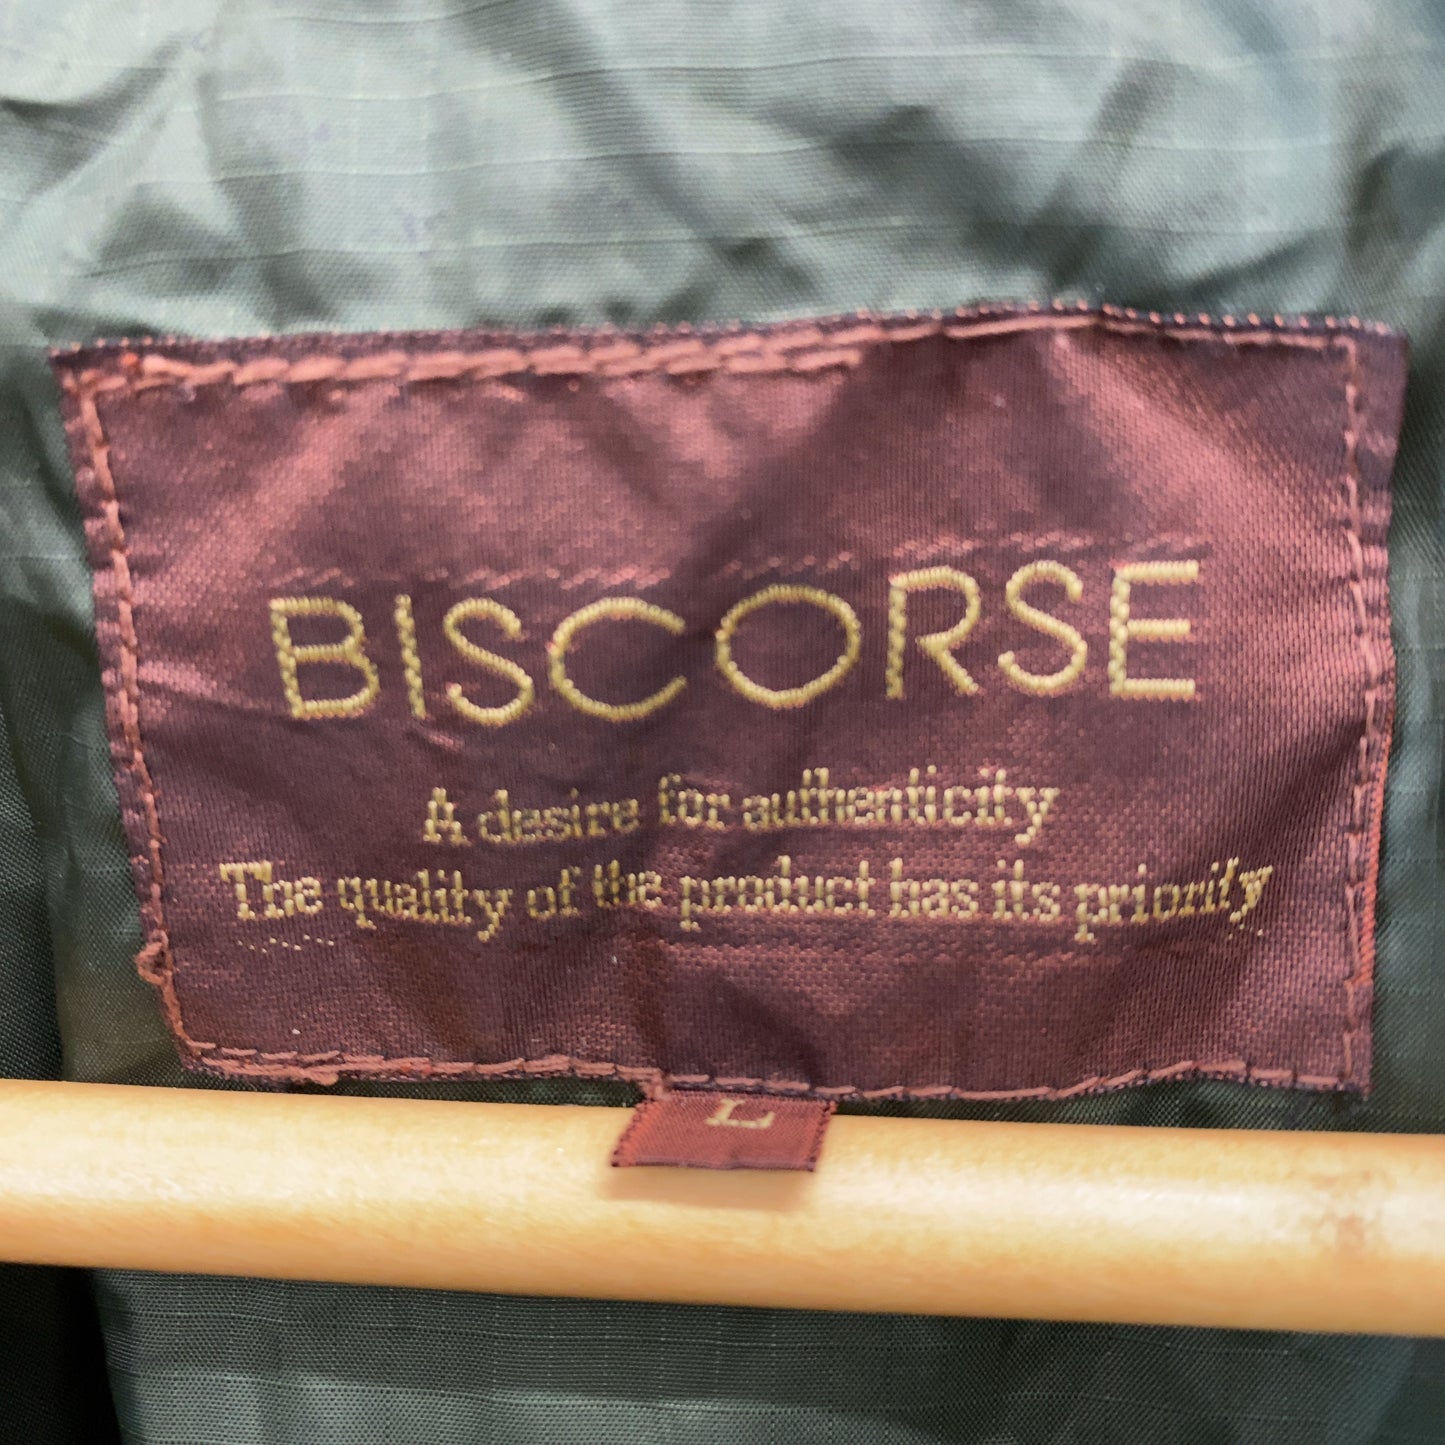 BISCORSE
A desire for authenticity
The quality of the product has its priority
L